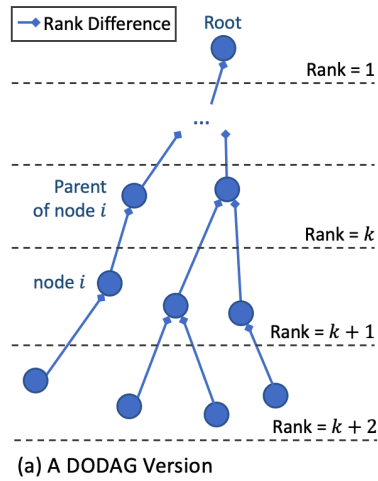 Rank Difference
Root
Rank = 1
...
Parent
of node i
Rank = k
node i
Rank = k + 1
Rank = k + 2
(a) A DODAG Version